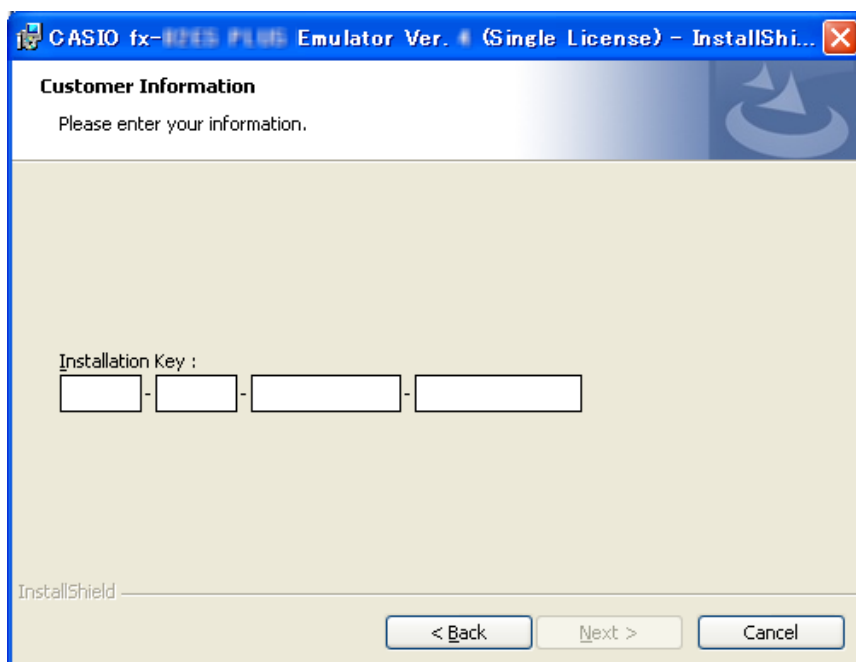 CASIO fx- Emulator Ver. (Single License) - InstallShi...
Customer Information
Please enter your information.
Installation Key :
- - -
InstallShield
< Back Next > Cancel